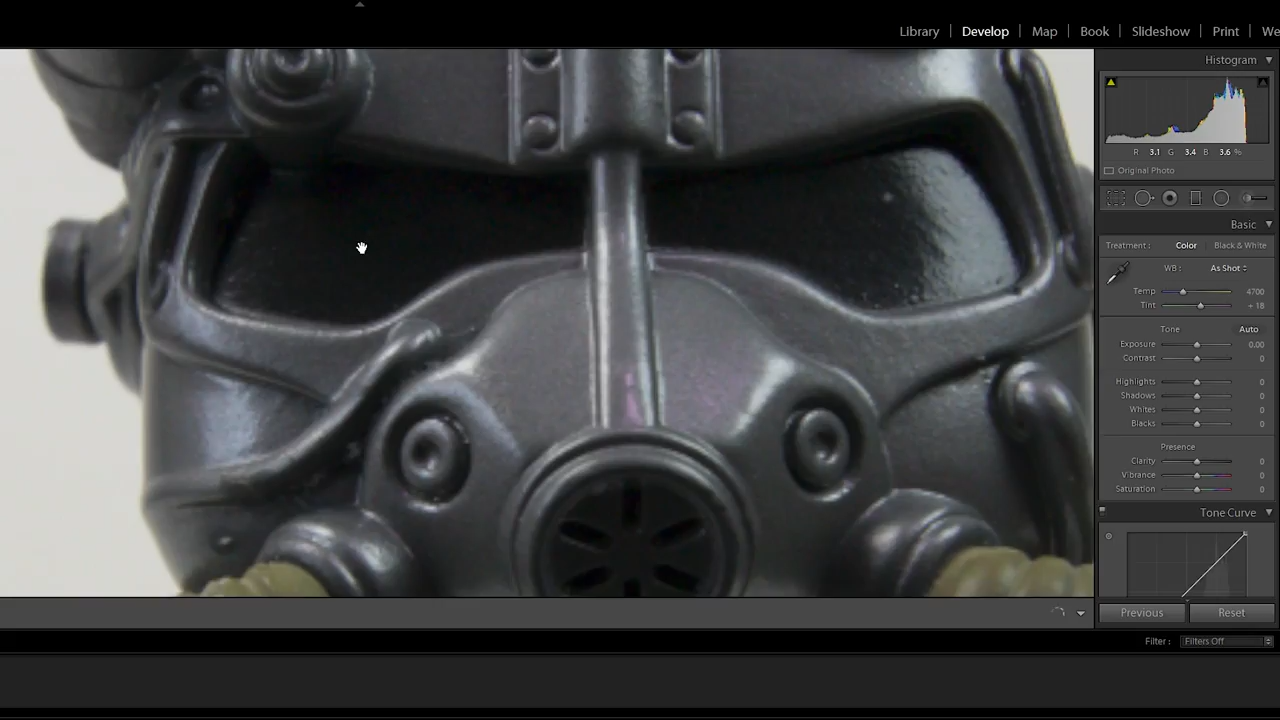 Library | Develop | Map | Book | Slideshow | Print | We
Histogram
R 3.1 G 3.4 B 3.6 %
Original Photo
Basic
Treatment : Color | Black & White
WB : As Shot
Temp 4700
Tint + 18
Tone Auto
Exposure 0.00
Contrast 0
Highlights 0
Shadows 0
Whites 0
Blacks 0
Presence
Clarity 0
Vibrance 0
Saturation 0
Tone Curve
Previous Reset
Filter : Filters Off